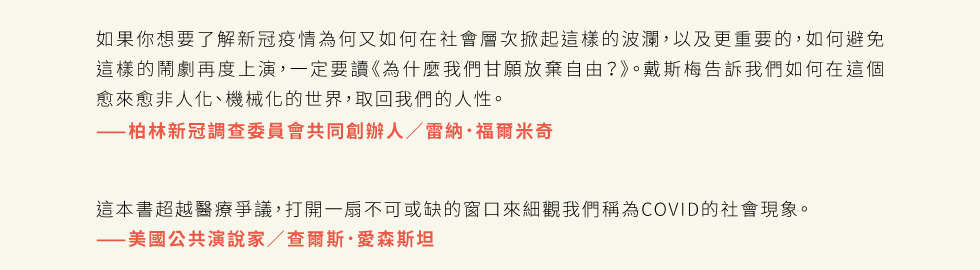 如果你想要了解新冠疫情為何又如何在社會層次掀起這樣的波瀾，以及更重要的，如何避免
這樣的鬧劇再度上演，一定要讀《為什麼我們甘願放棄自由？》。戴斯梅告訴我們如何在這個
愈來愈非人化、機械化的世界，取回我們的人性。
——柏林新冠調查委員會共同創辦人／雷納·福爾米奇
這本書超越醫療爭議，打開一扇不可或缺的窗口來細觀我們稱為COVID的社會現象。
——美國公共演說家／查爾斯·愛森斯坦